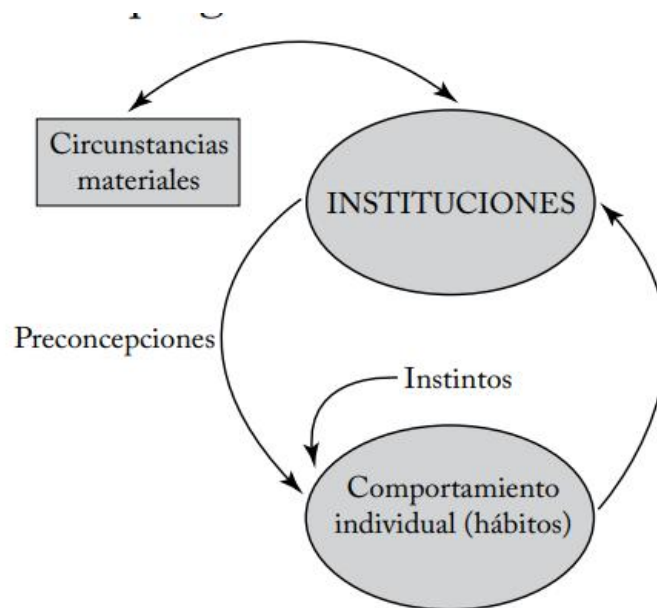 Circunstancias
materiales
INSTITUCIONES
Preconcepciones
Instintos
Comportamiento
individual (hábitos)